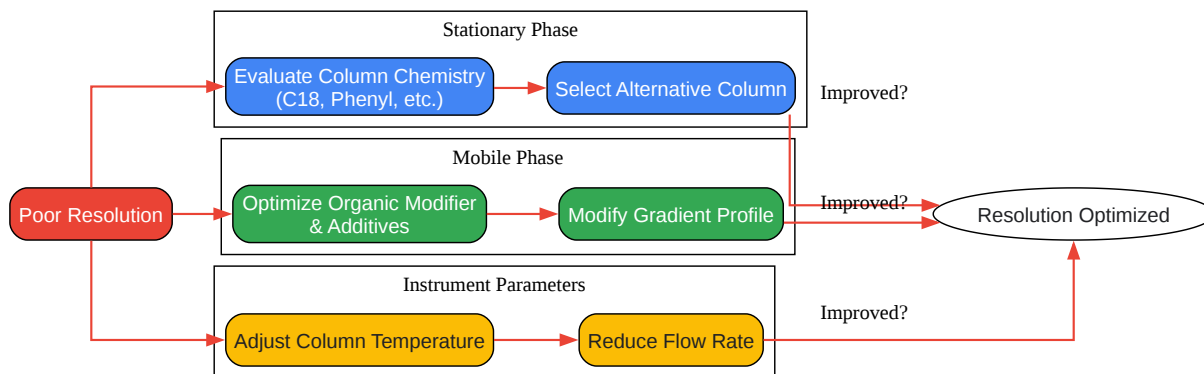 Stationary Phase
Evaluate Column Chemistry
(C18, Phenyl, etc.)
Select Alternative Column
Improved?
Mobile Phase
Poor Resolution
Optimize Organic Modifier
& Additives
Modify Gradient Profile
Improved?
Resolution Optimized
Instrument Parameters
Adjust Column Temperature
Reduce Flow Rate
Improved?